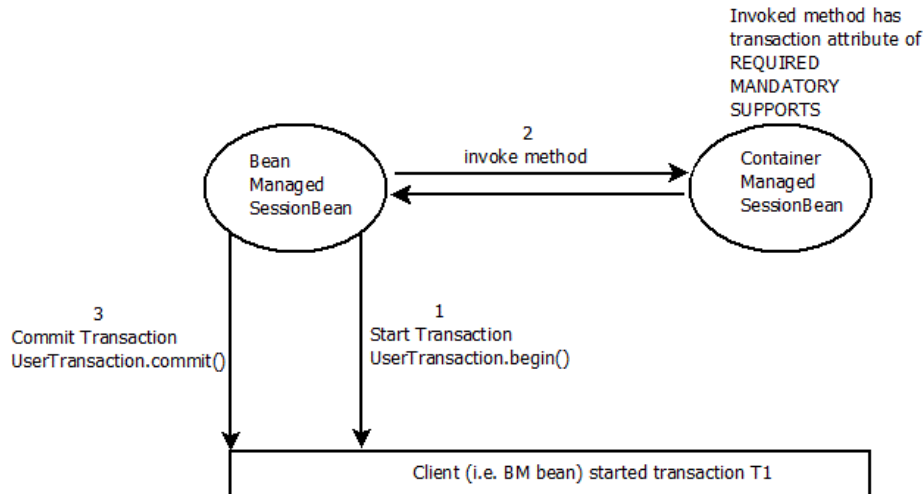 Invoked method has
transaction attribute of
REQUIRED
MANDATORY
SUPPORTS
2
invoke method
Bean
Managed
SessionBean
Container
Managed
SessionBean
3
Commit Transaction
UserTransaction.commit()
1
Start Transaction
UserTransaction.begin()
Client (i.e. BM bean) started transaction T1